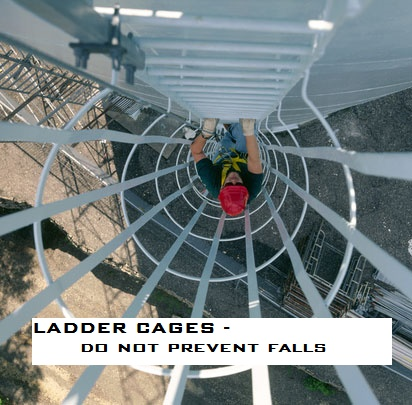 LADDER CAGES -
DO NOT PREVENT FALLS